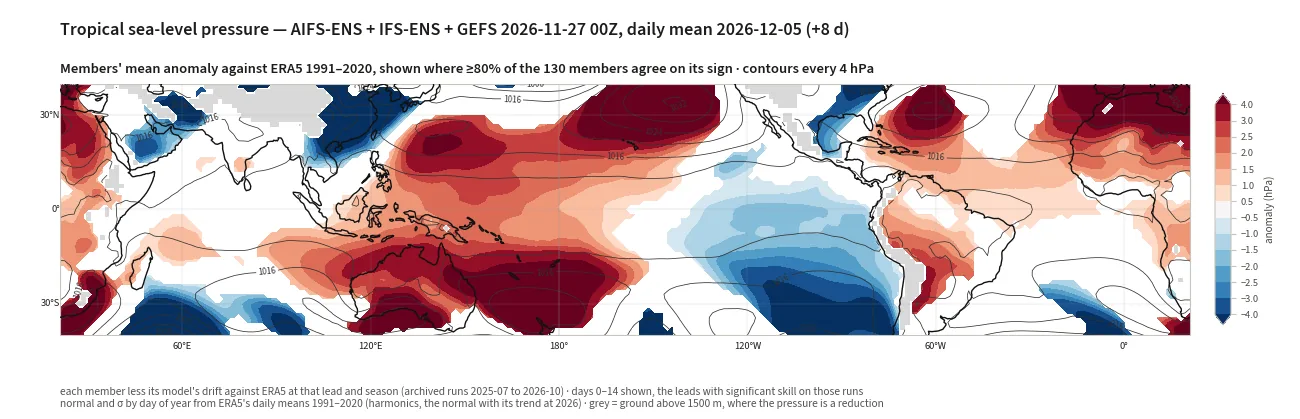 Tropical sea-level pressure — AIFS-ENS + IFS-ENS + GEFS 2026-11-27 00Z, daily mean 2026-12-05 (+8 d)
Members' mean anomaly against ERA5 1991–2020, shown where ≥80% of the 130 members agree on its sign · contours every 4 hPa
30°N
0°
30°S
60°E
120°E
180°
120°W
60°W
0°
1016
1016
1016
1016
1016
1016
4.0
3.0
2.0
1.5
1.0
0.5
−0.5
−1.0
−1.5
−2.0
−2.5
−3.0
−4.0
anomaly (hPa)
each member less its model's drift against ERA5 at that lead and season (archived runs 2025-07 to 2026-10) · days 0–14 shown, the leads with significant skill on those runs
normal and σ by day of year from ERA5's daily means 1991–2020 (harmonics, the normal with its trend at 2026) · grey = ground above 1500 m, where the pressure is a reduction